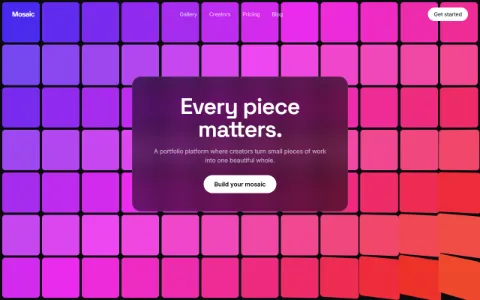 Mosaic
Gallery
Creators
Pricing
Blog
Get started
Every piece
matters.
A portfolio platform where creators turn small pieces of work
into one beautiful whole.
Build your mosaic